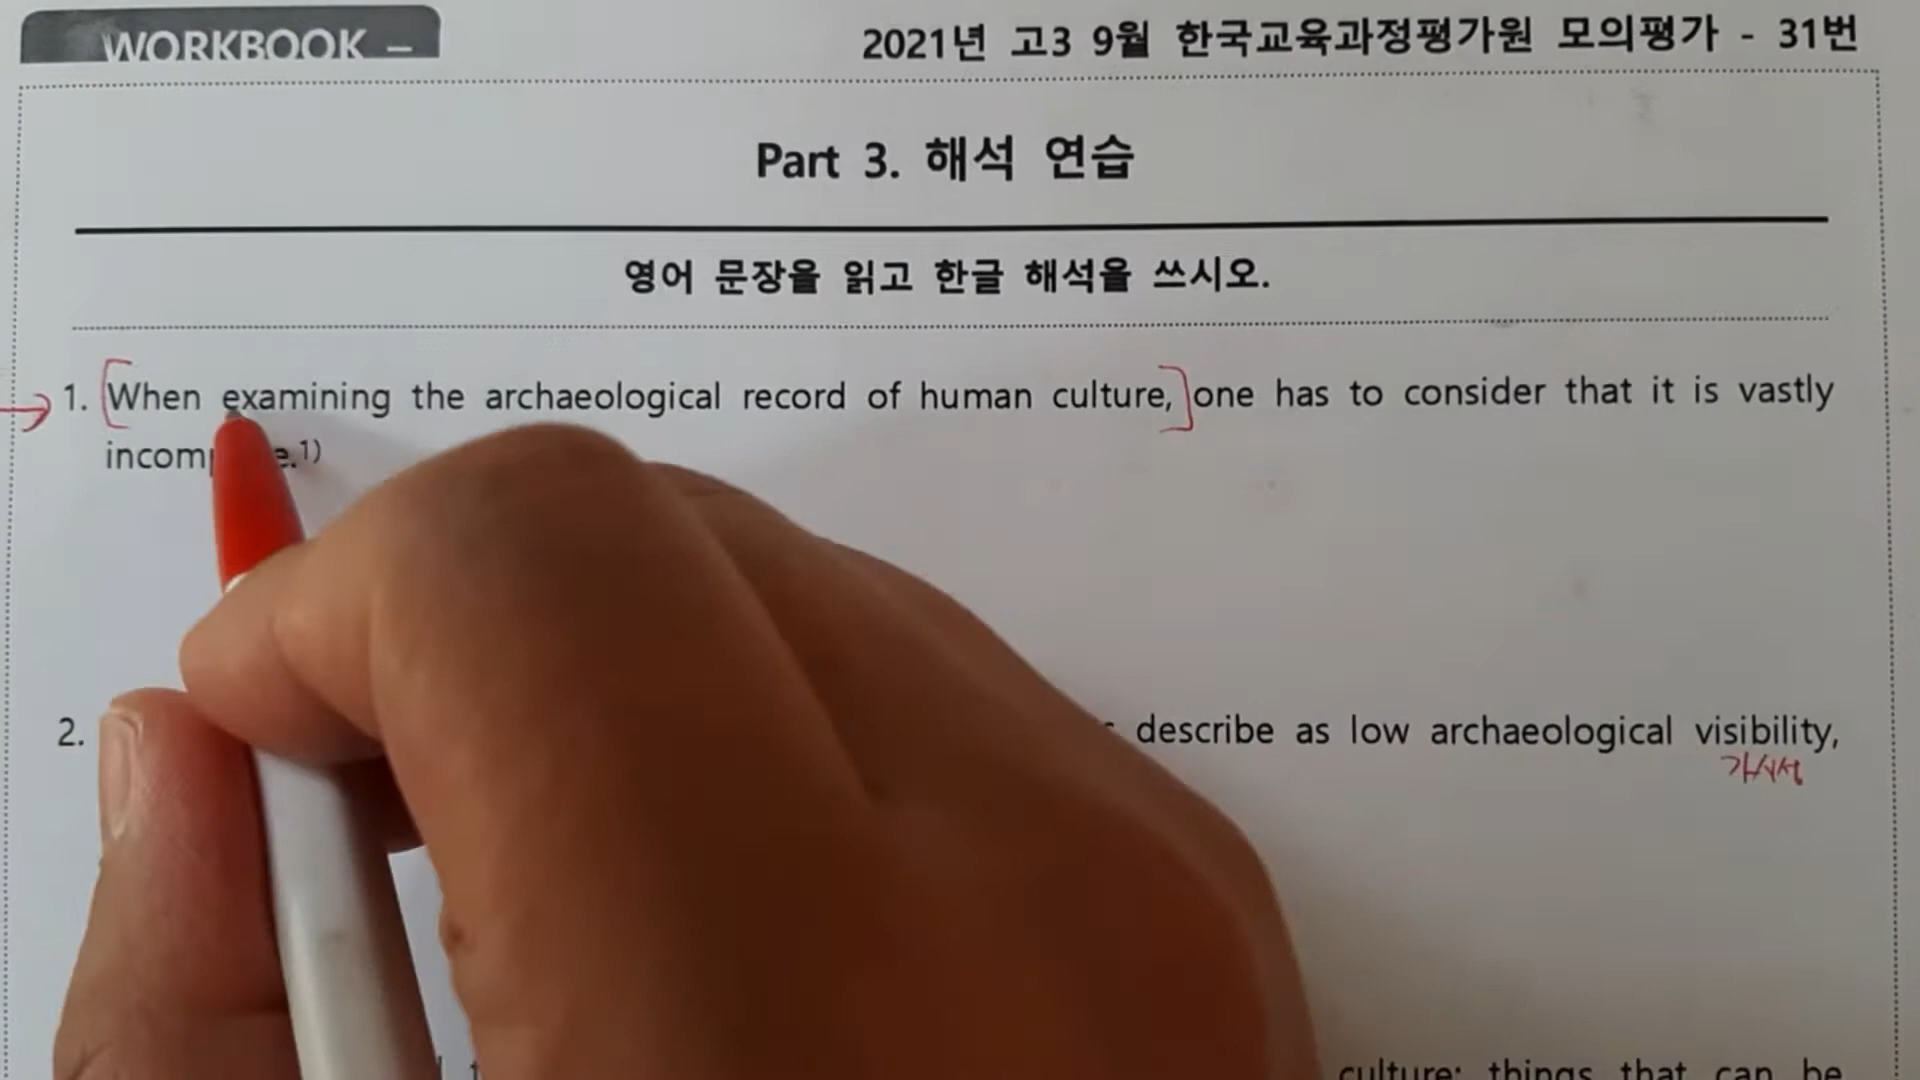 WORKBOOK –
2021년 고3 9월 한국교육과정평가원 모의평가 - 31번
Part 3. 해석 연습
영어 문장을 읽고 한글 해석을 쓰시오.
1. When examining the archaeological record of human culture, one has to consider that it is vastly
1)
2. describe as low archaeological visibility,
가시성
culture: things that can be